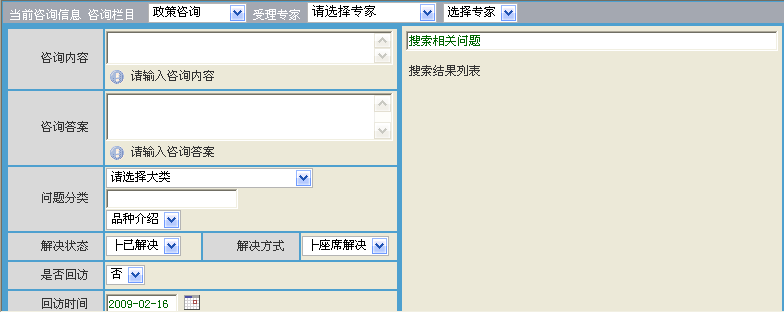 当前咨询信息 咨询栏目 政策咨询 受理专家 请选择专家 选择专家
咨询内容
请输入咨询内容
咨询答案
请输入咨询答案
问题分类
请选择大类
品种介绍
解决状态 ├已解决 解决方式 ├座席解决
是否回访 否
回访时间 2009-02-16
搜索相关问题
搜索结果列表